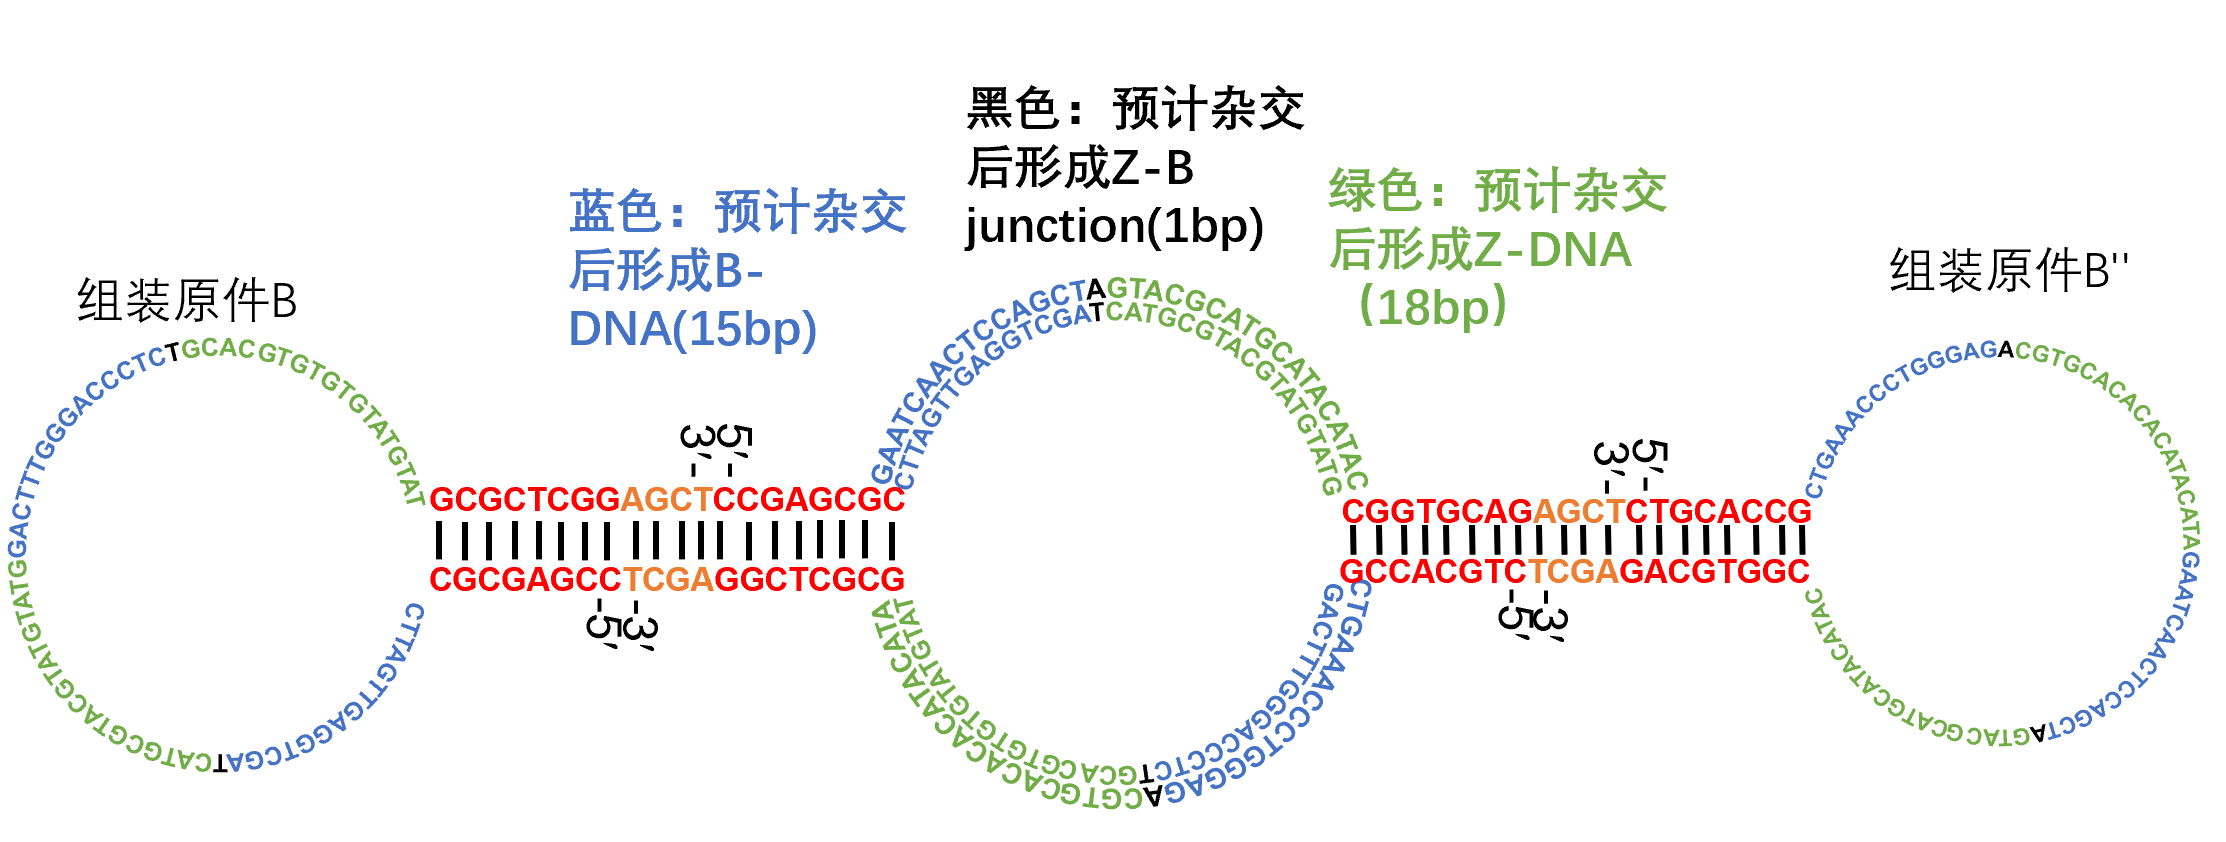 黑色：预计杂交
后形成Z-B
junction(1bp)
蓝色：预计杂交
后形成B-
DNA(15bp)
绿色：预计杂交
后形成Z-DNA
（18bp）
组装原件B
组装原件B"
CTTAGTTGAGGTCGATCATGCGTACGTATGTATGGACTTTGGGACCCTCTGCACGTGTGTGTATGTAT
GAATCAACTCCAGCTAGTACGCATGCATACATAC
CTTAGTTGAGGTCGATCATGCGTACGTATGTATG
CTGAAACCCTGGGAGACGTGCACACACATACATAGAATCAACTCCAGCTAGTACGCATGCATACATAC
3’-
5’-
3’-
5’-
GCGCTCGGAGCTCCGAGCGC
CGGTGCAGAGCTCTGCACCG
CGCGAGCCTCGAGGCTCGCG
GCCACGTCTCGAGACGTGGC
-5’
-3’
-5’
-3’
GACTTTGGGACCCTCTGCACGTGTGTGTATGTAT
CTGAAACCCTGGGAGACGTGCACACACATACATA